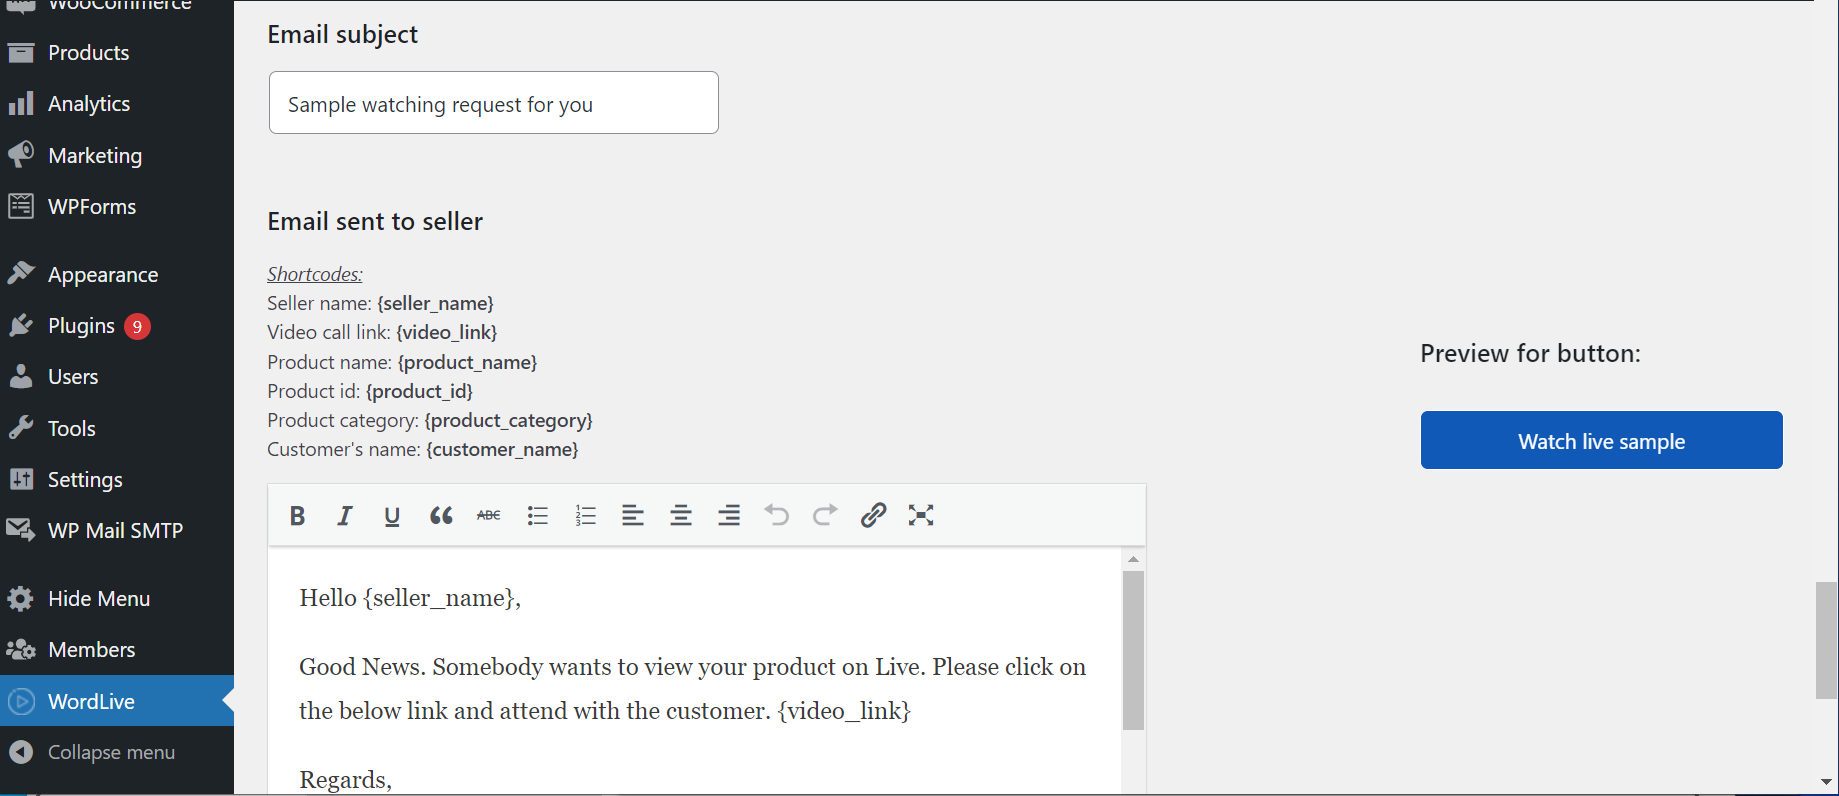 WooCommerce
Products
Analytics
Marketing
WPForms
Appearance
Plugins 9
Users
Tools
Settings
WP Mail SMTP
Hide Menu
Members
WordLive
Collapse menu
Email subject
Sample watching request for you
Email sent to seller
Shortcodes:
Seller name: {seller_name}
Video call link: {video_link}
Product name: {product_name}
Product id: {product_id}
Product category: {product_category}
Customer's name: {customer_name}
B I U ABC
1
2
3
Hello {seller_name},
Good News. Somebody wants to view your product on Live. Please click on
the below link and attend with the customer. {video_link}
Regards,
Preview for button:
Watch live sample